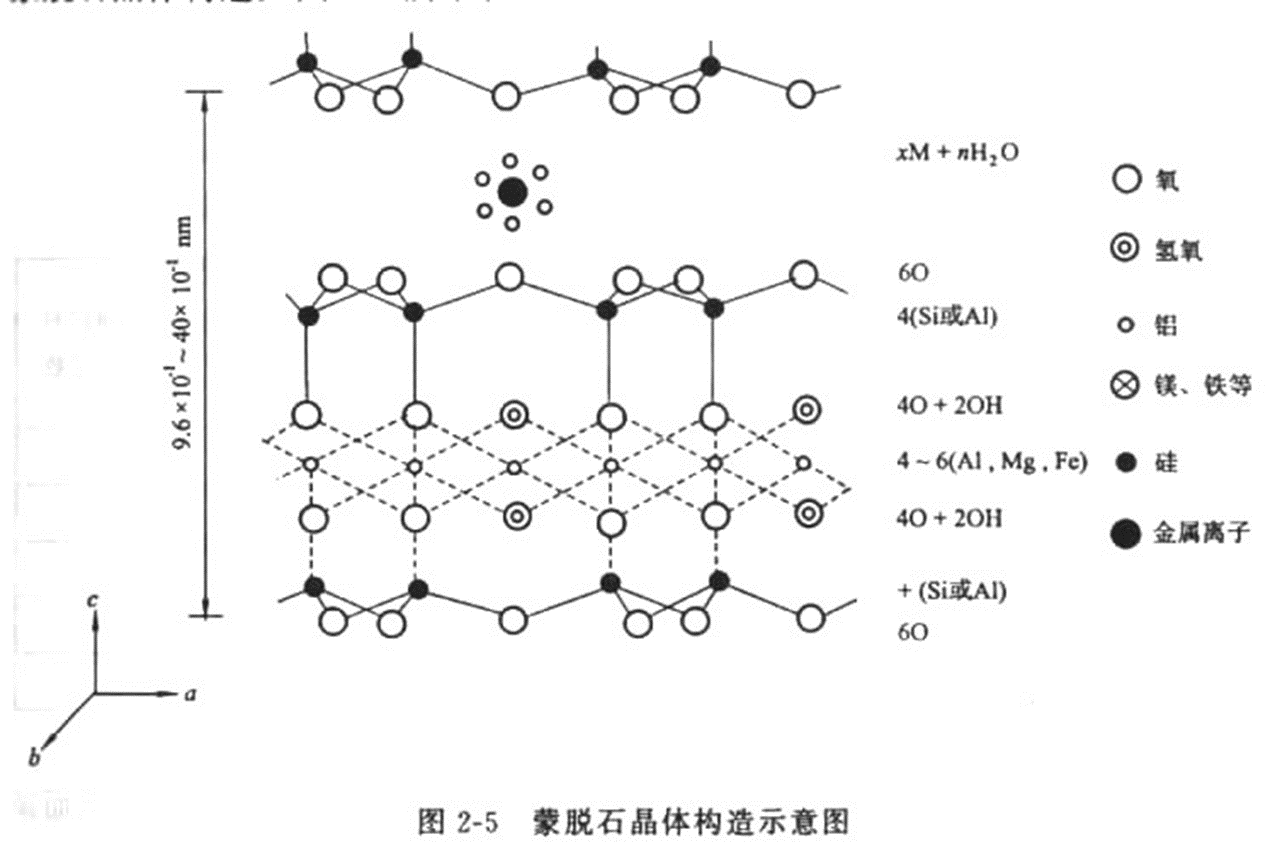 9.6×10⁻¹~40×10⁻¹ nm
xM + nH₂O
6O
4(Si或Al)
4O + 2OH
4~6(Al, Mg, Fe)
4O + 2OH
+ (Si或Al)
6O
氧
氢氧
铝
镁、铁等
硅
金属离子
c
a
b
图 2-5 蒙脱石晶体构造示意图